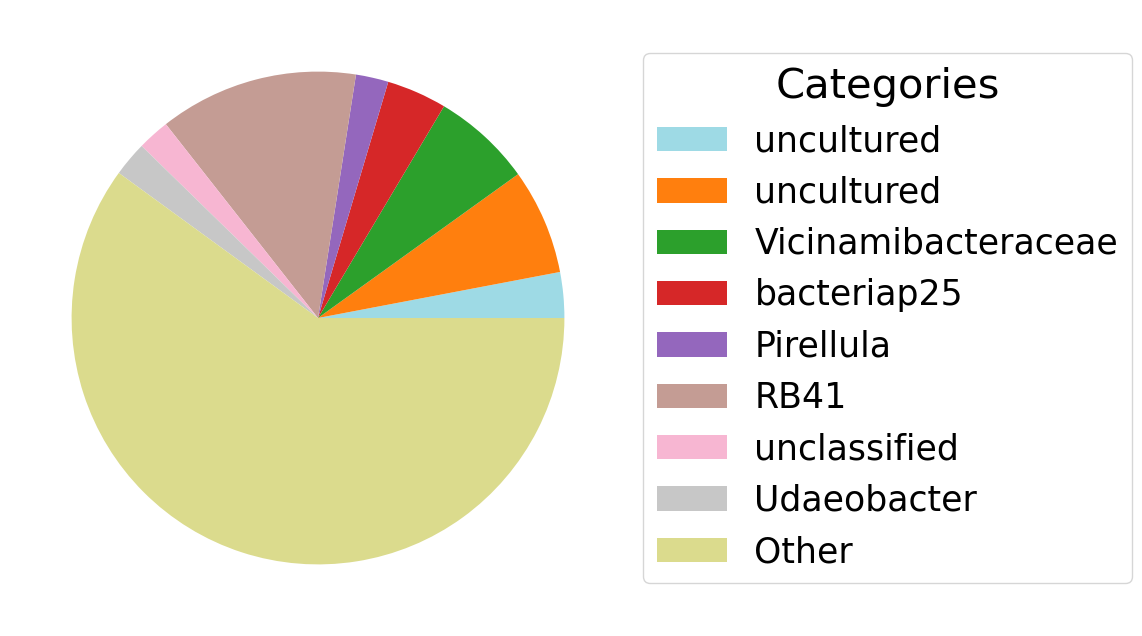 Categories
uncultured
uncultured
Vicinamibacteraceae
bacteriap25
Pirellula
RB41
unclassified
Udaeobacter
Other